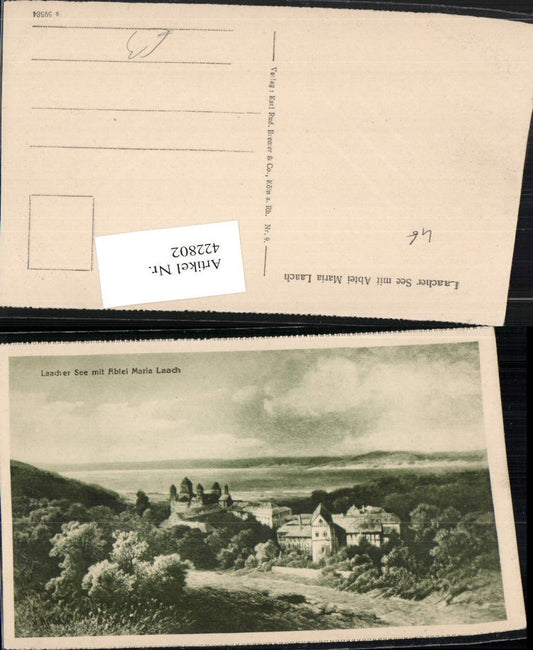 s 99584
Verlag: Karl Rud. Bremer & Co., Köln a. Rh. Nr. 9.
46
Laacher See mit Abtei Maria Laach
Artikel Nr.
422802
Laacher See mit Abtei Maria Laach